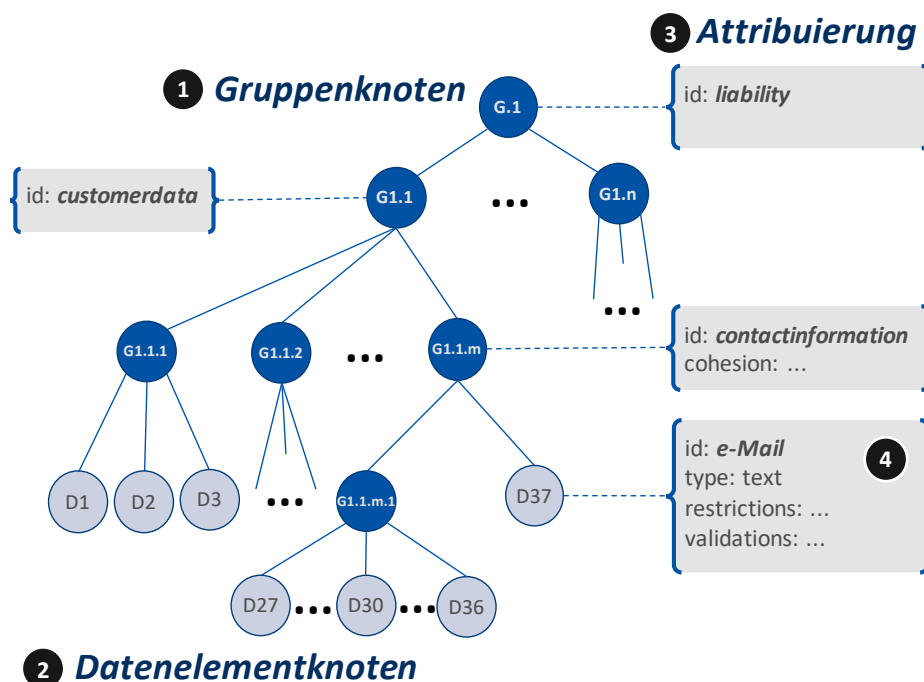 3 Attribuierung
1 Gruppenknoten
G.1
id: liability
id: customerdata
G1.1
...
G1.n
...
G1.1.1
G1.1.2
...
G1.1.m
id: contactinformation
cohesion: ...
D1
D2
D3
...
G1.1.m.1
D37
id: e-Mail
4
type: text
restrictions: ...
validations: ...
D27
...
D30
...
D36
2 Datenelementknoten